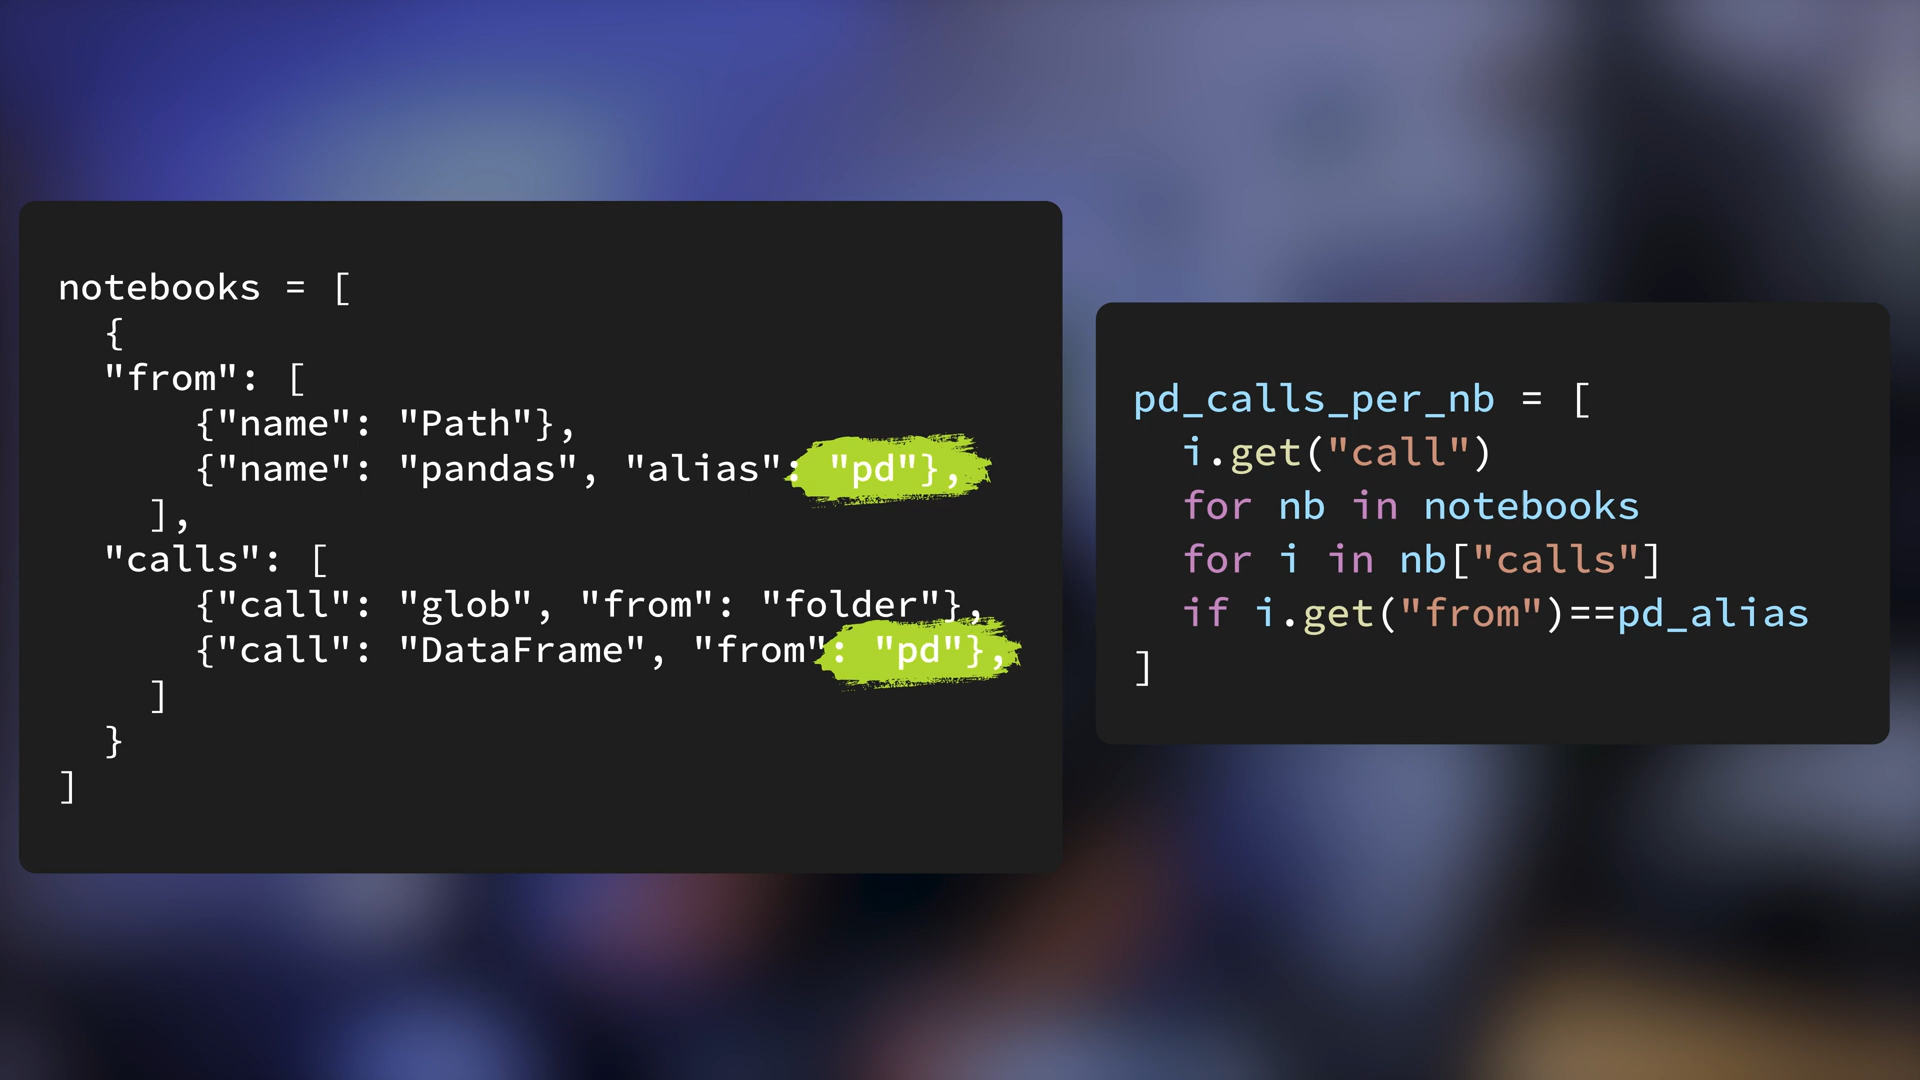 notebooks = [
{
"from": [
{"name": "Path"},
{"name": "pandas", "alias": "pd"},
],
"calls": [
{"call": "glob", "from": "folder"},
{"call": "DataFrame", "from": "pd"},
]
}
]
pd_calls_per_nb = [
i.get("call")
for nb in notebooks
for i in nb["calls"]
if i.get("from")==pd_alias
]